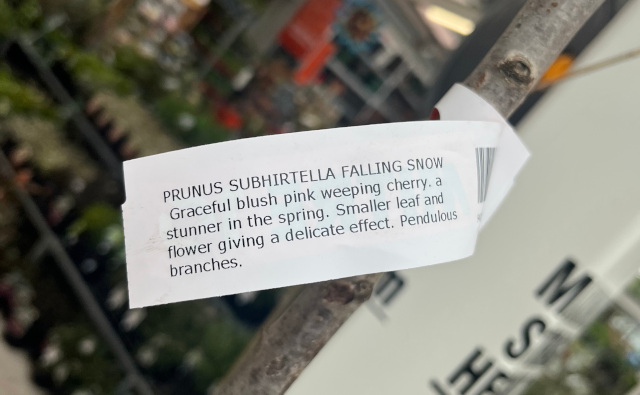 PRUNUS SUBHIRTELLA FALLING SNOW
Graceful blush pink weeping cherry. a
stunner in the spring. Smaller leaf and
flower giving a delicate effect. Pendulous
branches.
M
S
H